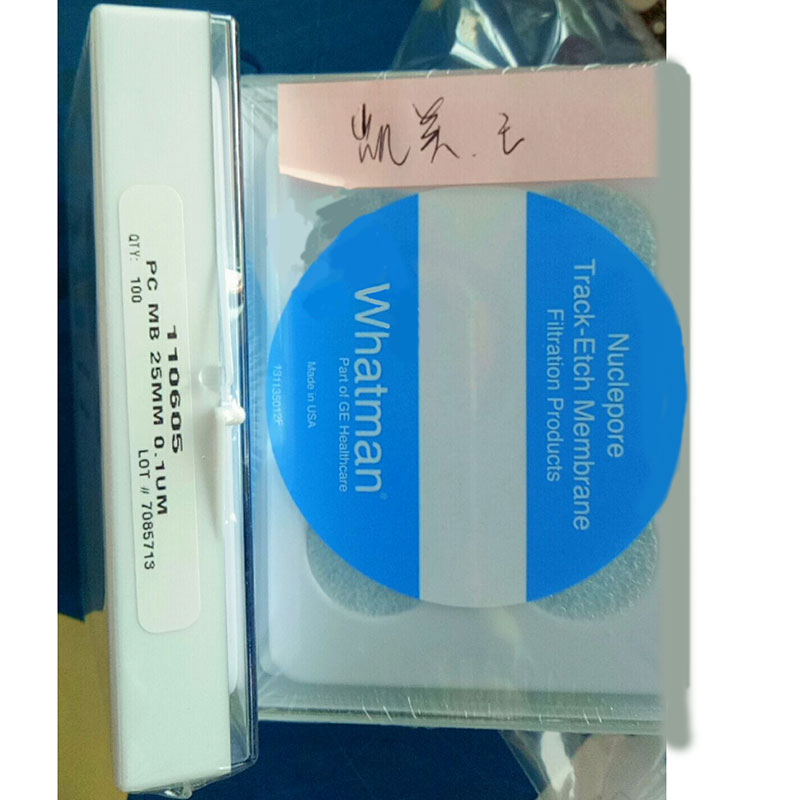 110605
PC MB 25MM 0.1UM
QTY: 100
LOT # 7085713
Nuclepore
Track-Etch Membrane
Filtration Products
Whatman®
Part of GE Healthcare
Made in USA